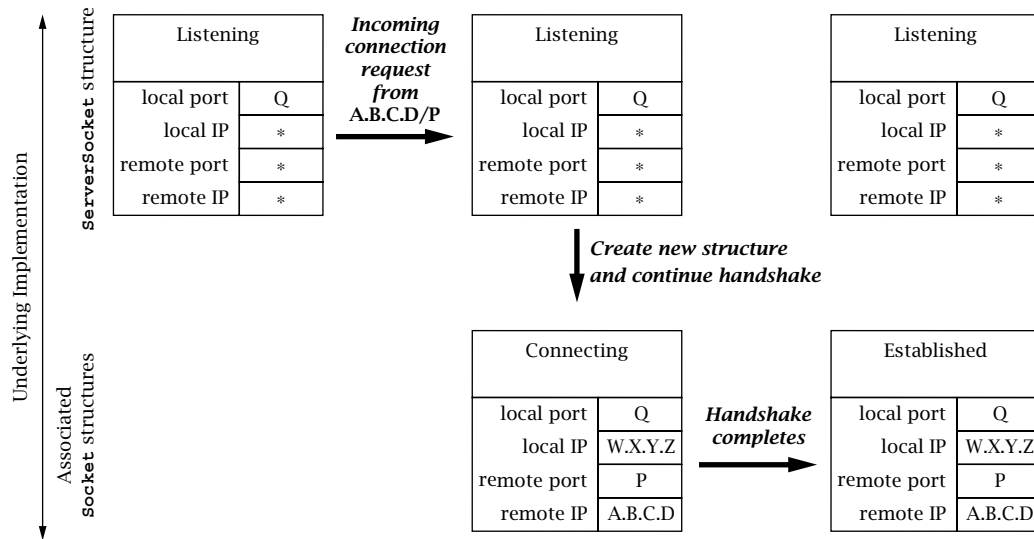 Underlying Implementation
ServerSocket structure
Listening
local port Q
local IP *
remote port *
remote IP *
Incoming
connection
request
from
A.B.C.D/P
Listening
local port Q
local IP *
remote port *
remote IP *
Listening
local port Q
local IP *
remote port *
remote IP *
Create new structure
and continue handshake
Associated
Socket structures
Connecting
local port Q
local IP W.X.Y.Z
remote port P
remote IP A.B.C.D
Handshake
completes
Established
local port Q
local IP W.X.Y.Z
remote port P
remote IP A.B.C.D